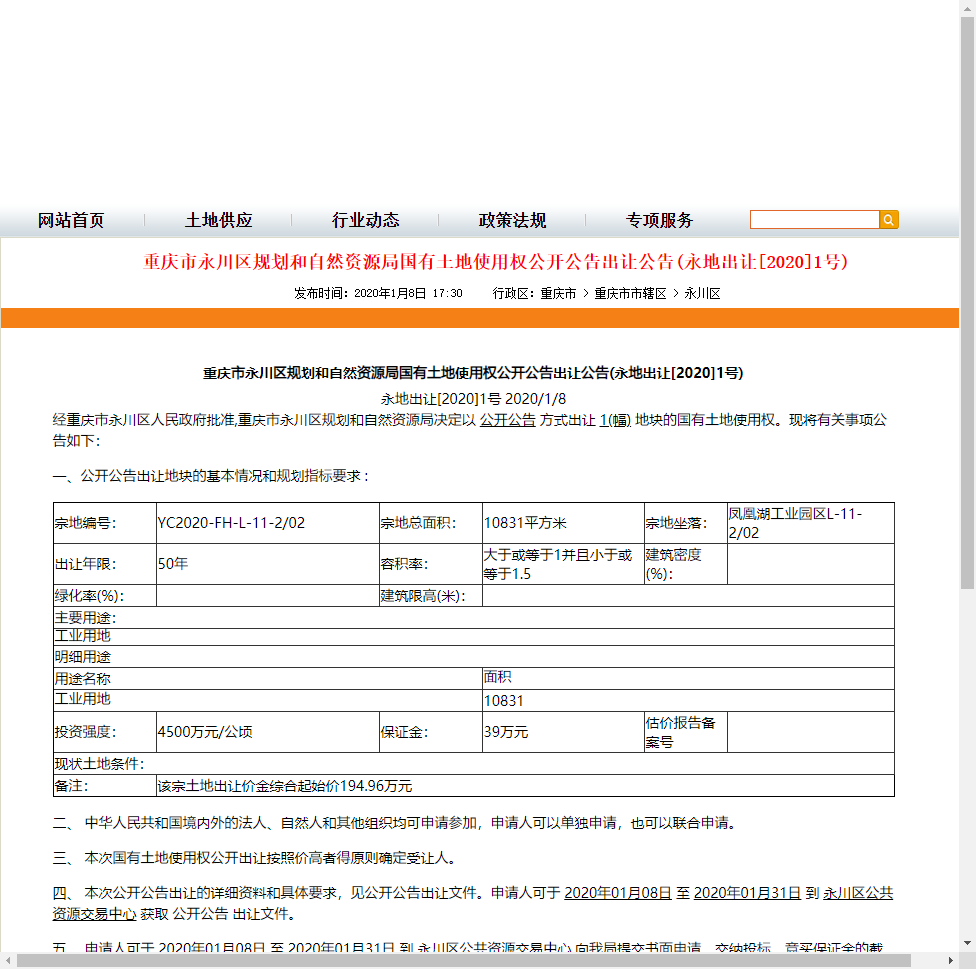 网站首页 土地供应 行业动态 政策法规 专项服务
重庆市永川区规划和自然资源局国有土地使用权公开公告出让公告(永地出让[2020]1号)
发布时间：2020年1月8日 17:30 行政区：重庆市 > 重庆市市辖区 > 永川区
重庆市永川区规划和自然资源局国有土地使用权公开公告出让公告(永地出让[2020]1号)
永地出让[2020]1号 2020/1/8
经重庆市永川区人民政府批准,重庆市永川区规划和自然资源局决定以 公开公告 方式出让 1(幅) 地块的国有土地使用权。现将有关事项公
告如下：
一、公开公告出让地块的基本情况和规划指标要求：
宗地编号： YC2020-FH-L-11-2/02 宗地总面积： 10831平方米 宗地坐落： 凤凰湖工业园区L-11-
2/02
出让年限： 50年 容积率： 大于或等于1并且小于或 建筑密度
等于1.5 (%)：
绿化率(%)： 建筑限高(米)：
主要用途：
工业用地
明细用途
用途名称 面积
工业用地 10831
投资强度： 4500万元/公顷 保证金： 39万元 估价报告备
案号
现状土地条件：
备注： 该宗土地出让价金综合起始价194.96万元
二、 中华人民共和国境内外的法人、自然人和其他组织均可申请参加，申请人可以单独申请，也可以联合申请。
三、 本次国有土地使用权公开出让按照价高者得原则确定受让人。
四、 本次公开公告出让的详细资料和具体要求，见公开公告出让文件。申请人可于 2020年01月08日 至 2020年01月31日 到 永川区公共
资源交易中心 获取 公开公告 出让文件。
五、 申请人可于 2020年01月08日 至 2020年01月31日 到 永川区公共资源交易中心 向我局提交书面申请。交纳投标、竞买保证金的截